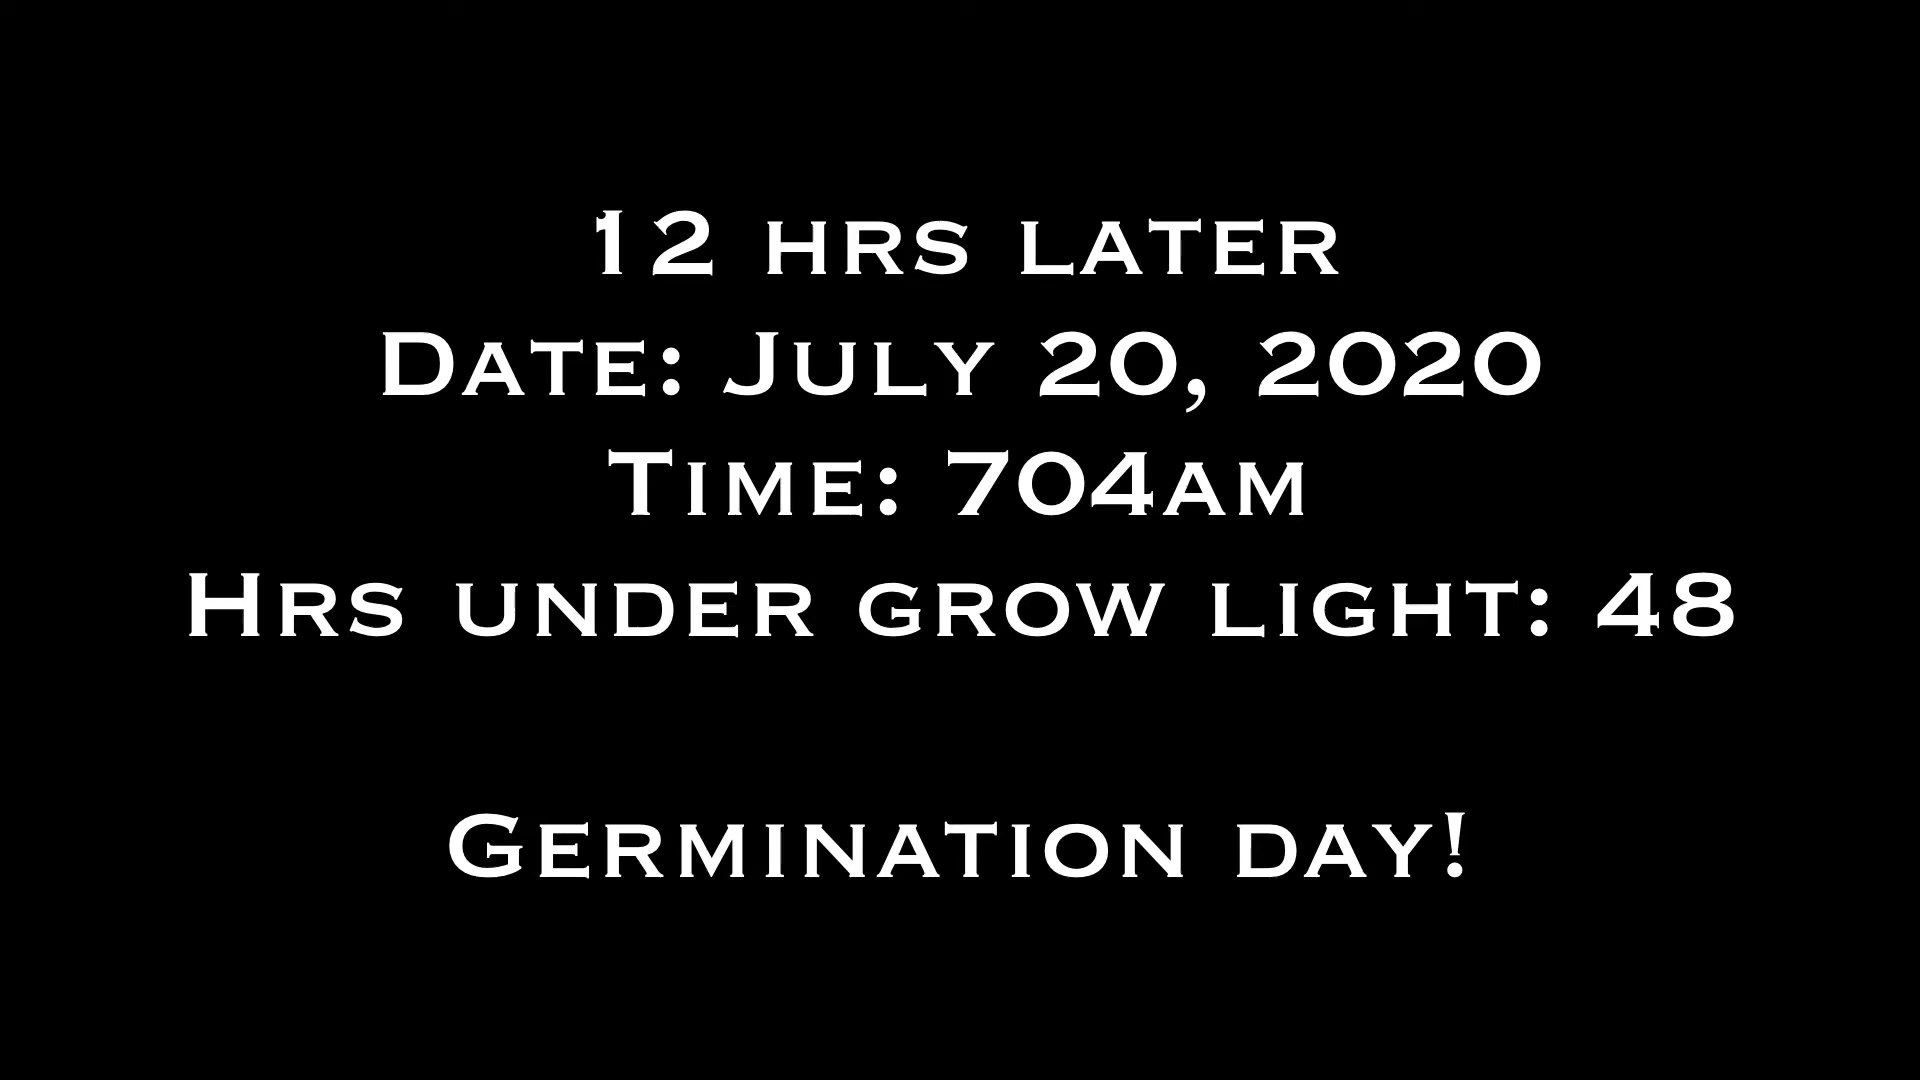 12 hrs later
Date: July 20, 2020
Time: 704am
Hrs under grow light: 48
Germination day!